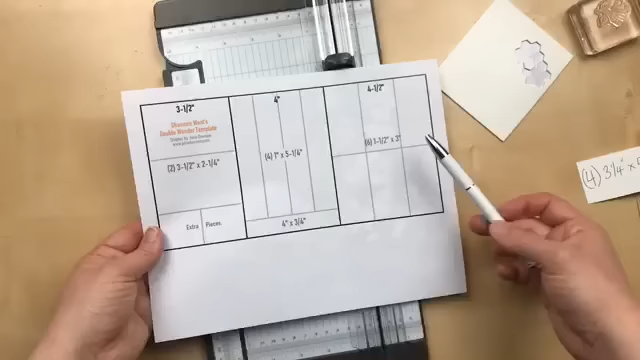 3-1/2"
Shannon West's
Double Wonder Template
(2) 3-1/2" x 2-1/4"
Extra Pieces
4"
(4) 1" x 5-1/4"
4" x 3/4"
4-1/2"
(6) 1-1/2" x 3"
(4) 3 1/4" x